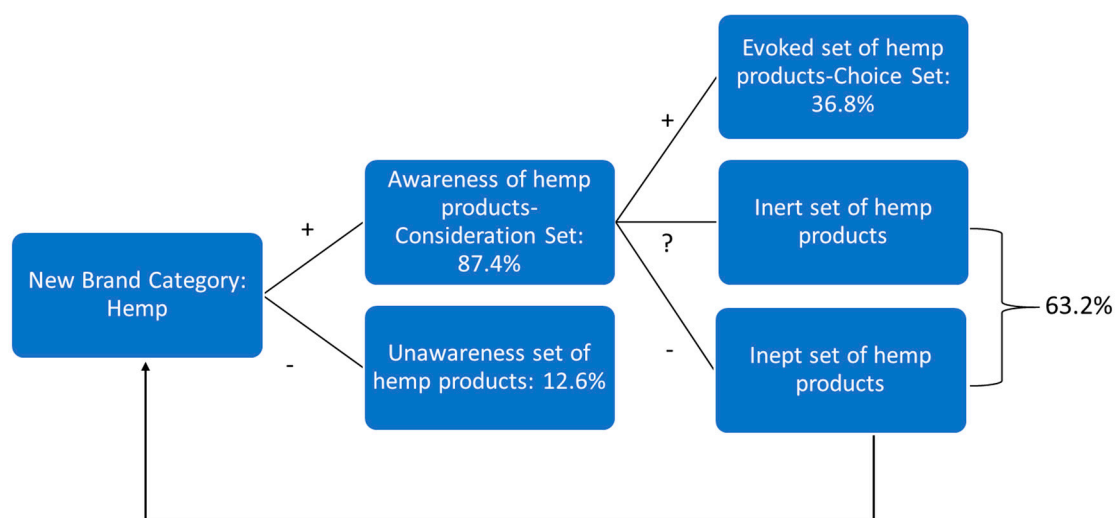 Evoked set of hemp
products-Choice Set:
36.8%
+
Awareness of hemp
products-
Consideration Set:
87.4%
+
?
Inert set of hemp
products
New Brand Category:
Hemp
63.2%
-
Unawareness set of
hemp products: 12.6%
-
Inept set of hemp
products